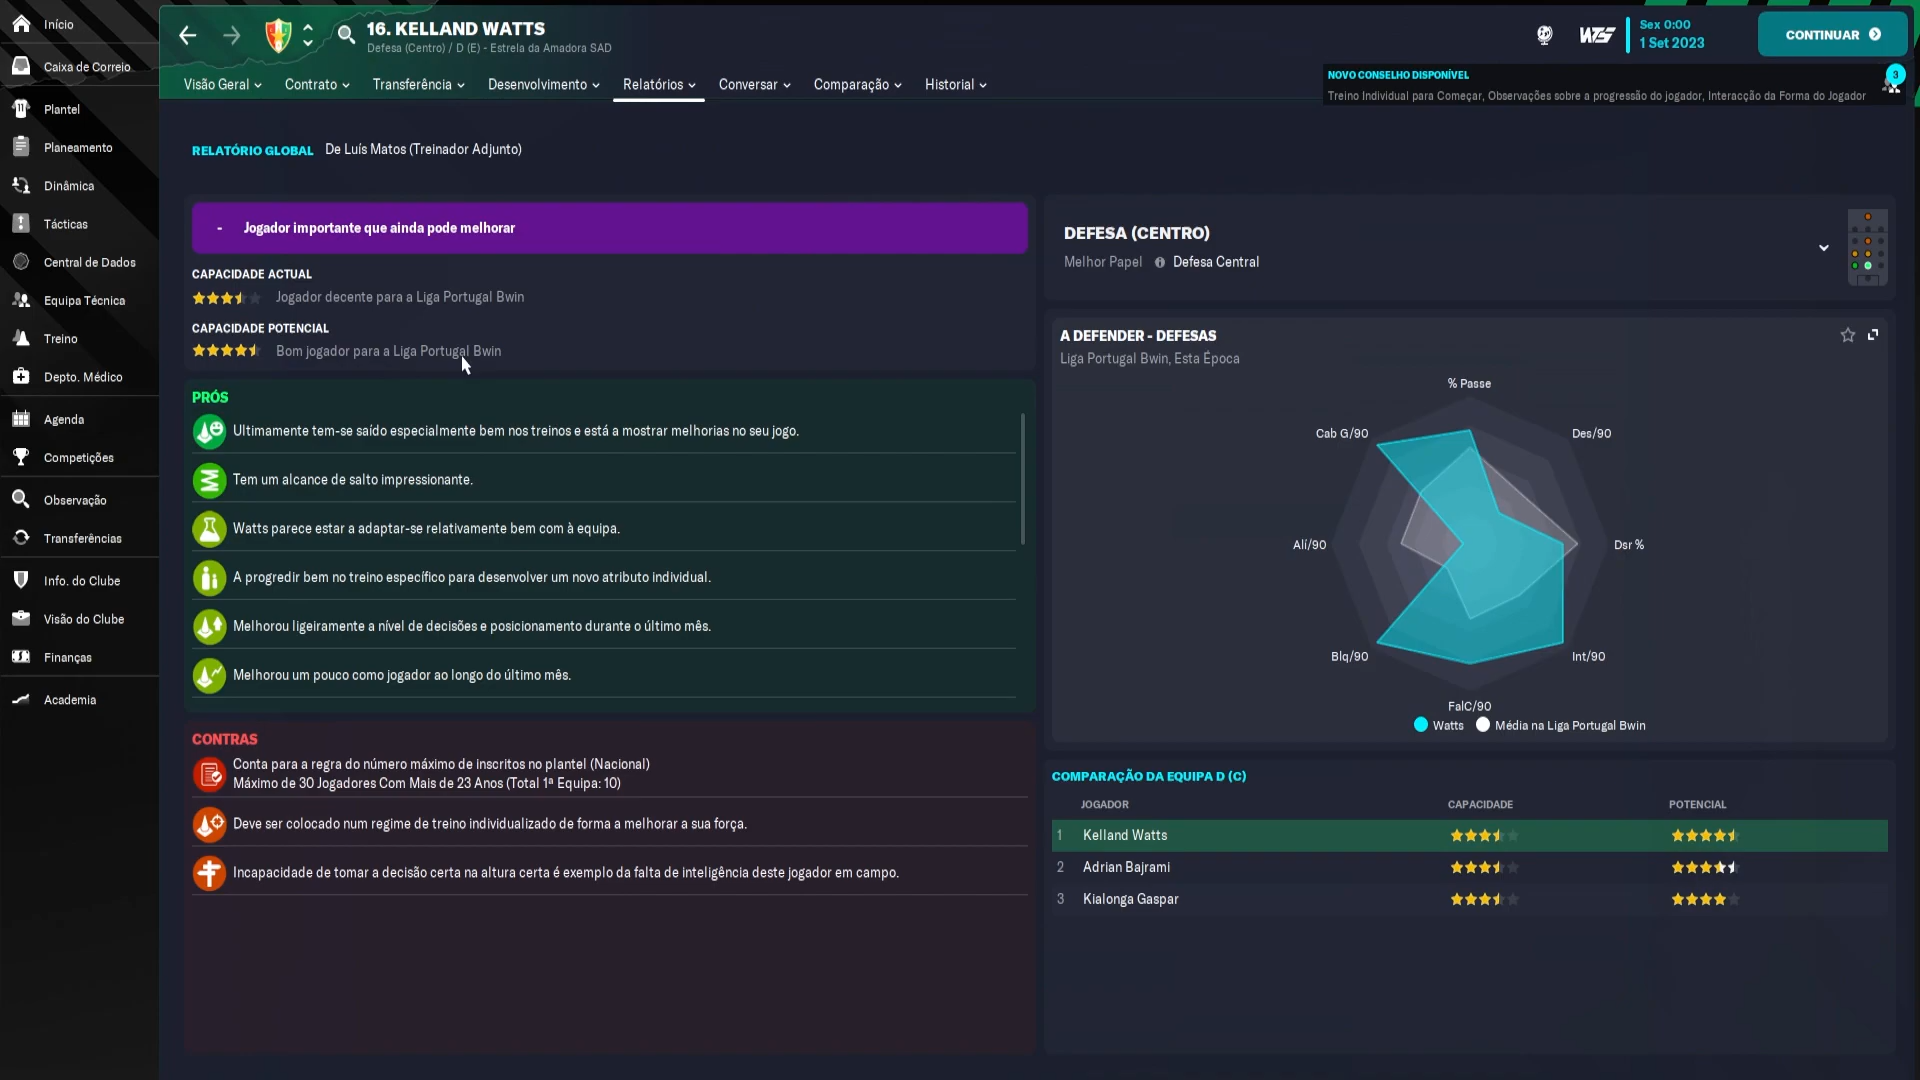 Início
Caixa de Correio
Plantel
Planeamento
Dinâmica
Tácticas
Central de Dados
Equipa Técnica
Treino
Depto. Médico
Agenda
Competições
Observação
Transferências
Info. do Clube
Visão do Clube
Finanças
Academia
16. KELLAND WATTS
Defesa (Centro) / D (E) - Estrela da Amadora SAD
Sex 0:00
1 Set 2023
CONTINUAR
Visão Geral
Contrato
Transferência
Desenvolvimento
Relatórios
Conversar
Comparação
Historial
NOVO CONSELHO DISPONÍVEL
3
Treino Individual para Começar, Observações sobre a progressão do jogador, Interacção da Forma do Jogador
RELATÓRIO GLOBAL De Luís Matos (Treinador Adjunto)
- Jogador importante que ainda pode melhorar
CAPACIDADE ACTUAL
Jogador decente para a Liga Portugal Bwin
CAPACIDADE POTENCIAL
Bom jogador para a Liga Portugal Bwin
PRÓS
Ultimamente tem-se saído especialmente bem nos treinos e está a mostrar melhorias no seu jogo.
Tem um alcance de salto impressionante.
Watts parece estar a adaptar-se relativamente bem com à equipa.
A progredir bem no treino específico para desenvolver um novo atributo individual.
Melhorou ligeiramente a nível de decisões e posicionamento durante o último mês.
Melhorou um pouco como jogador ao longo do último mês.
CONTRAS
Conta para a regra do número máximo de inscritos no plantel (Nacional)
Máximo de 30 Jogadores Com Mais de 23 Anos (Total 1ª Equipa: 10)
Deve ser colocado num regime de treino individualizado de forma a melhorar a sua força.
Incapacidade de tomar a decisão certa na altura certa é exemplo da falta de inteligência deste jogador em campo.
DEFESA (CENTRO)
Melhor Papel Defesa Central
A DEFENDER - DEFESAS
Liga Portugal Bwin, Esta Época
% Passe
Cab G/90
Des/90
Alí/90
Dsr %
Blq/90
Int/90
FalC/90
Watts
Média na Liga Portugal Bwin
COMPARAÇÃO DA EQUIPA D (C)
JOGADOR CAPACIDADE POTENCIAL
1 Kelland Watts
2 Adrian Bajrami
3 Kialonga Gaspar